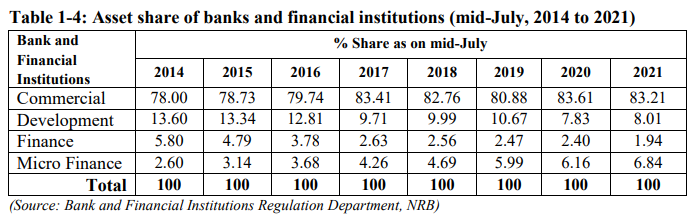 Table 1-4: Asset share of banks and financial institutions (mid-July, 2014 to 2021)
Bank and Financial Institutions % Share as on mid-July
2014 2015 2016 2017 2018 2019 2020 2021
Commercial 78.00 78.73 79.74 83.41 82.76 80.88 83.61 83.21
Development 13.60 13.34 12.81 9.71 9.99 10.67 7.83 8.01
Finance 5.80 4.79 3.78 2.63 2.56 2.47 2.40 1.94
Micro Finance 2.60 3.14 3.68 4.26 4.69 5.99 6.16 6.84
Total 100 100 100 100 100 100 100 100
(Source: Bank and Financial Institutions Regulation Department, NRB)